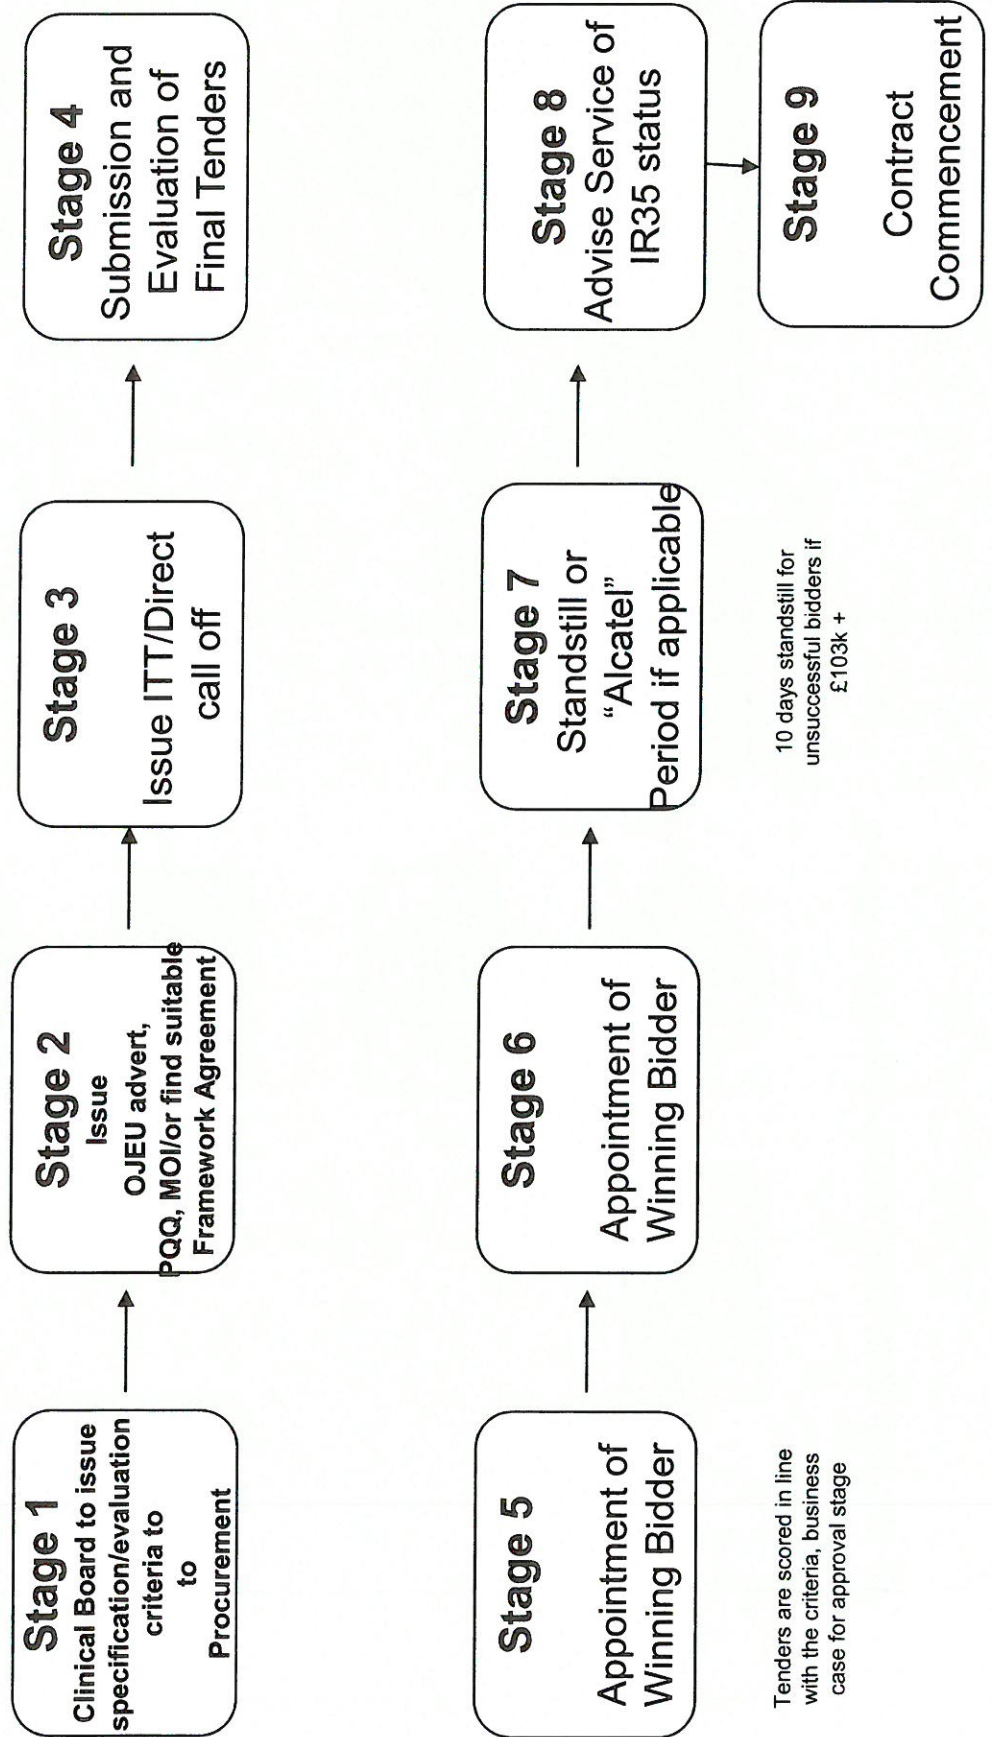 Stage 1
Clinical Board to issue
specification/evaluation
criteria to
to
Procurement
Stage 2
Issue
OJEU advert,
PQQ, MOI/or find suitable
Framework Agreement
Stage 3
Issue ITT/Direct
call off
Stage 4
Submission and
Evaluation of
Final Tenders
Stage 5
Appointment of
Winning Bidder
Tenders are scored in line
with the criteria, business
case for approval stage
Stage 6
Appointment of
Winning Bidder
Stage 7
Standstill or
“Alcatel”
Period if applicable
10 days standstill for
unsuccessful bidders if
£103k +
Stage 8
Advise Service of
IR35 status
Stage 9
Contract
Commencement